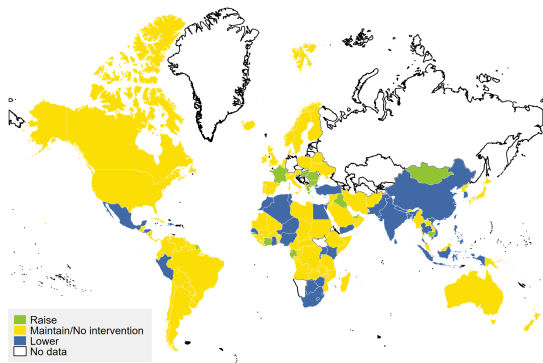 Raise
Maintain/No intervention
Lower
No data